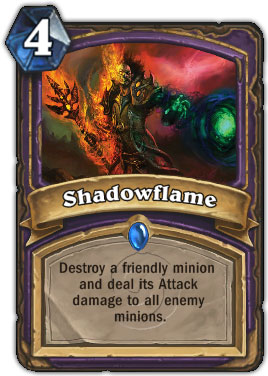 4
Shadowflame
Destroy a friendly minion
and deal its Attack
damage to all enemy
minions.